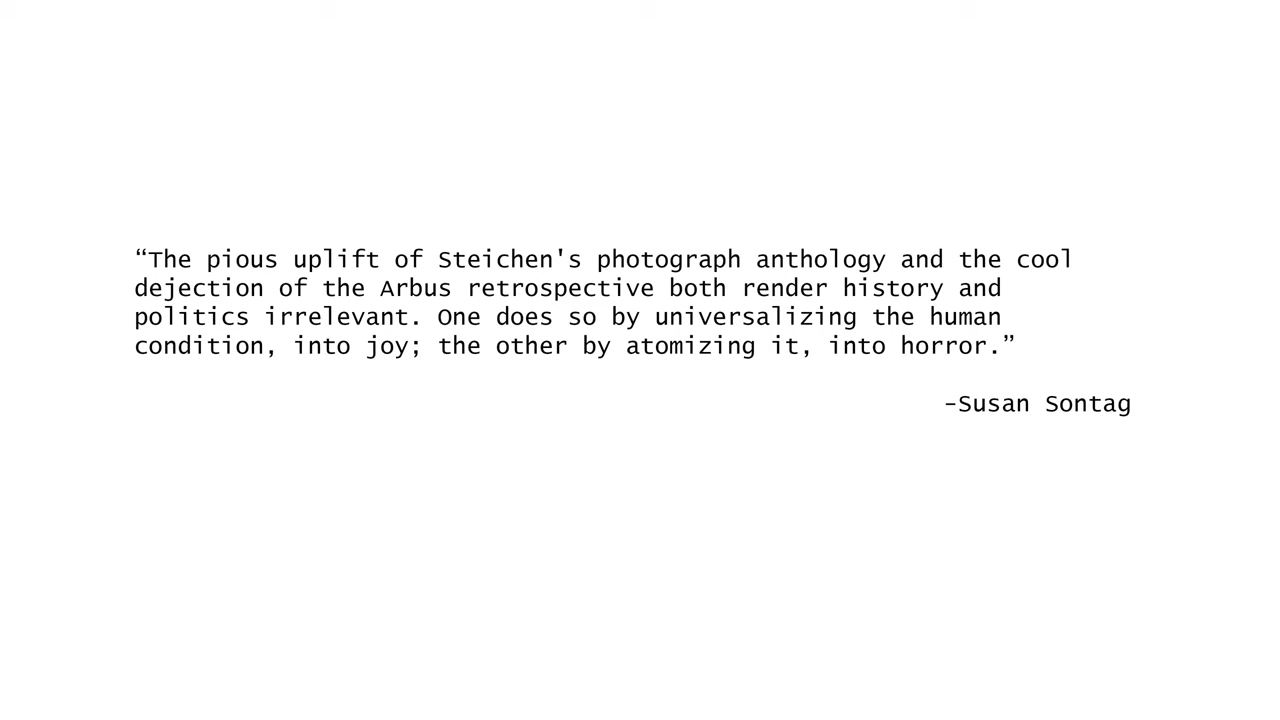 “The pious uplift of Steichen's photograph anthology and the cool
dejection of the Arbus retrospective both render history and
politics irrelevant. One does so by universalizing the human
condition, into joy; the other by atomizing it, into horror.”
–Susan Sontag